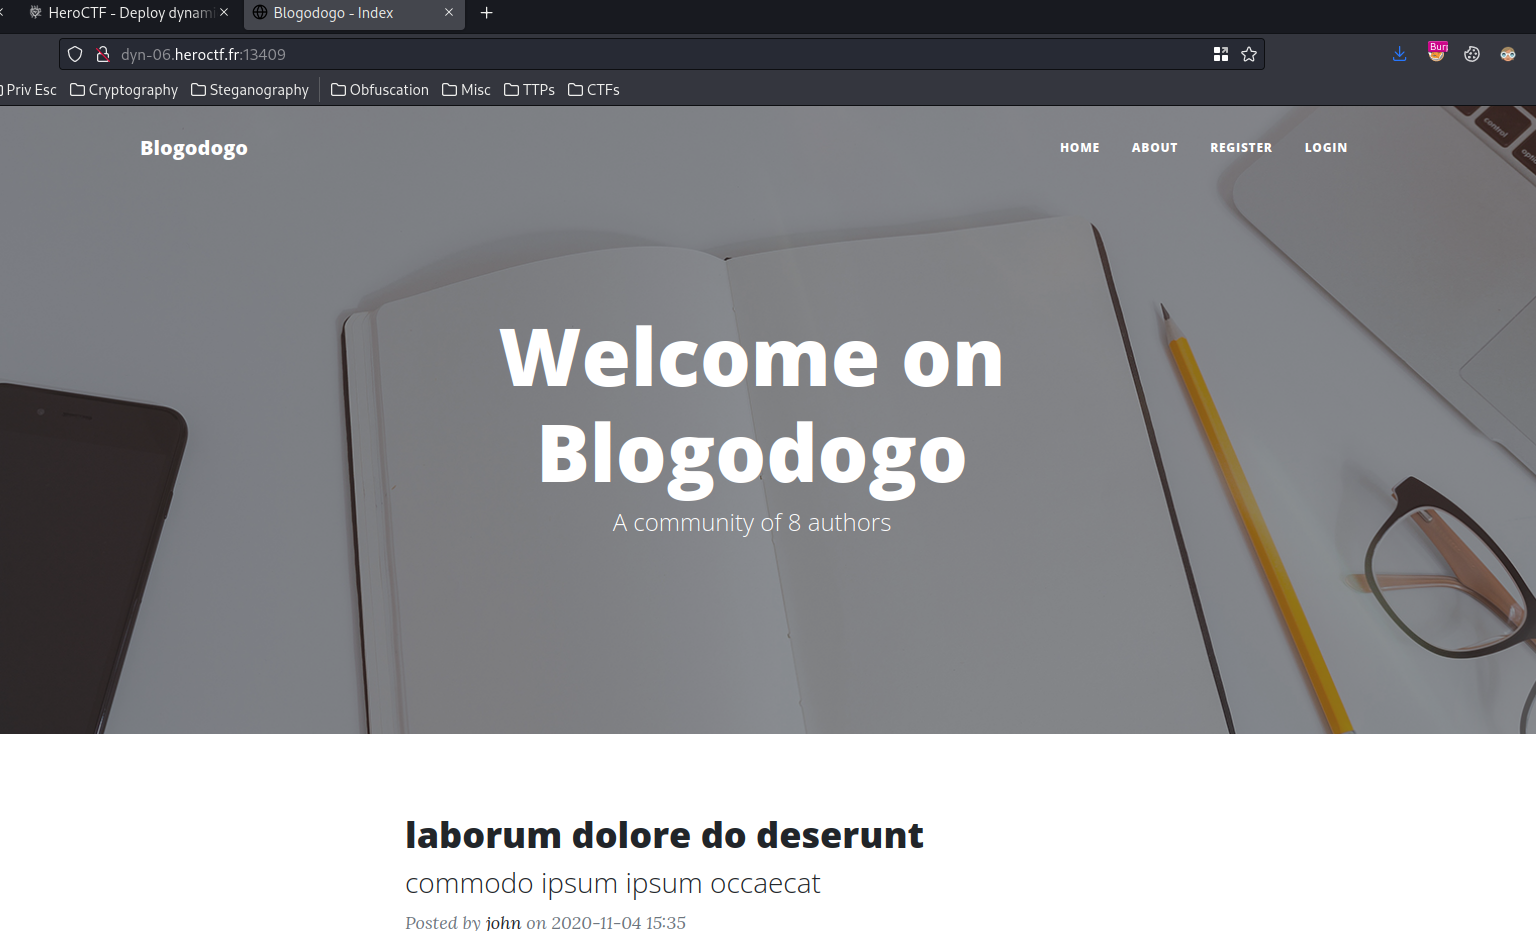 HeroCTF - Deploy dynami
Blogodogo - Index
dyn-06.heroctf.fr:13409
Priv Esc Cryptography Steganography Obfuscation Misc TTPs CTFs
Blogodogo
HOME ABOUT REGISTER LOGIN
control
Welcome on
Blogodogo
A community of 8 authors
laborum dolore do deserunt
commodo ipsum ipsum occaecat
Posted by john on 2020-11-04 15:35